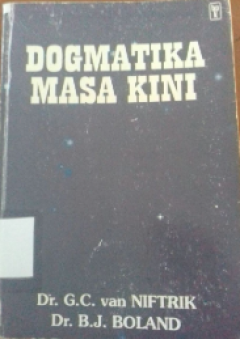 DOGMATIKA
MASA KINI
Dr. G.C. van NIFTRIK
Dr. B.J. BOLAND